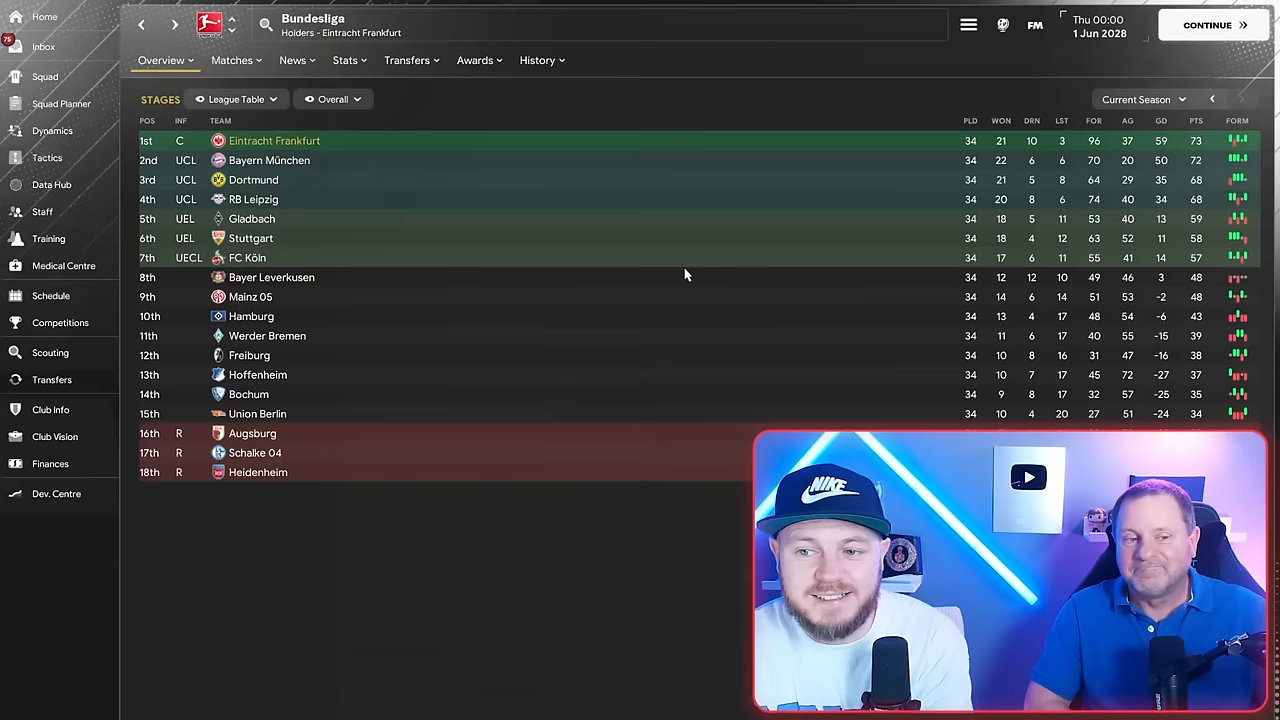 Home
75
Inbox
Squad
Squad Planner
Dynamics
Tactics
Data Hub
Staff
Training
Medical Centre
Schedule
Competitions
Scouting
Transfers
Club Info
Club Vision
Finances
Dev. Centre
Bundesliga
Holders - Eintracht Frankfurt
FM
Thu 00:00
1 Jun 2028
CONTINUE
Overview Matches News Stats Transfers Awards History
STAGES League Table Overall Current Season
POS INF TEAM PLD WON DRN LST FOR AG GD PTS FORM
1st C Eintracht Frankfurt 34 21 10 3 96 37 59 73
2nd UCL Bayern München 34 22 6 6 70 20 50 72
3rd UCL Dortmund 34 21 5 8 64 29 35 68
4th UCL RB Leipzig 34 20 8 6 74 40 34 68
5th UEL Gladbach 34 18 5 11 53 40 13 59
6th UEL Stuttgart 34 18 4 12 63 52 11 58
7th UECL FC Köln 34 17 6 11 55 41 14 57
8th Bayer Leverkusen 34 12 12 10 49 46 3 48
9th Mainz 05 34 14 6 14 51 53 -2 48
10th Hamburg 34 13 4 17 48 54 -6 43
11th Werder Bremen 34 11 6 17 40 55 -15 39
12th Freiburg 34 10 8 16 31 47 -16 38
13th Hoffenheim 34 10 7 17 45 72 -27 37
14th Bochum 34 9 8 17 32 57 -25 35
15th Union Berlin 34 10 4 20 27 51 -24 34
16th R Augsburg
17th R Schalke 04
18th R Heidenheim
NIKE